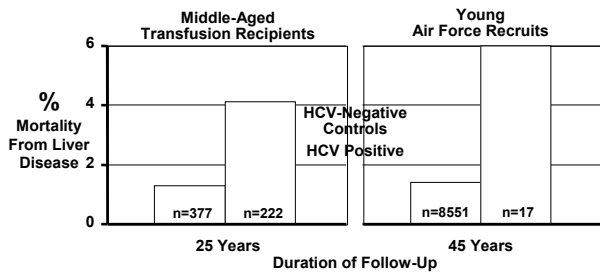 Middle-Aged
Transfusion Recipients
Young
Air Force Recruits
%
Mortality
From Liver
Disease
6
4
2
0
HCV-Negative
Controls
HCV Positive
n=377
n=222
n=8551
n=17
25 Years
45 Years
Duration of Follow-Up